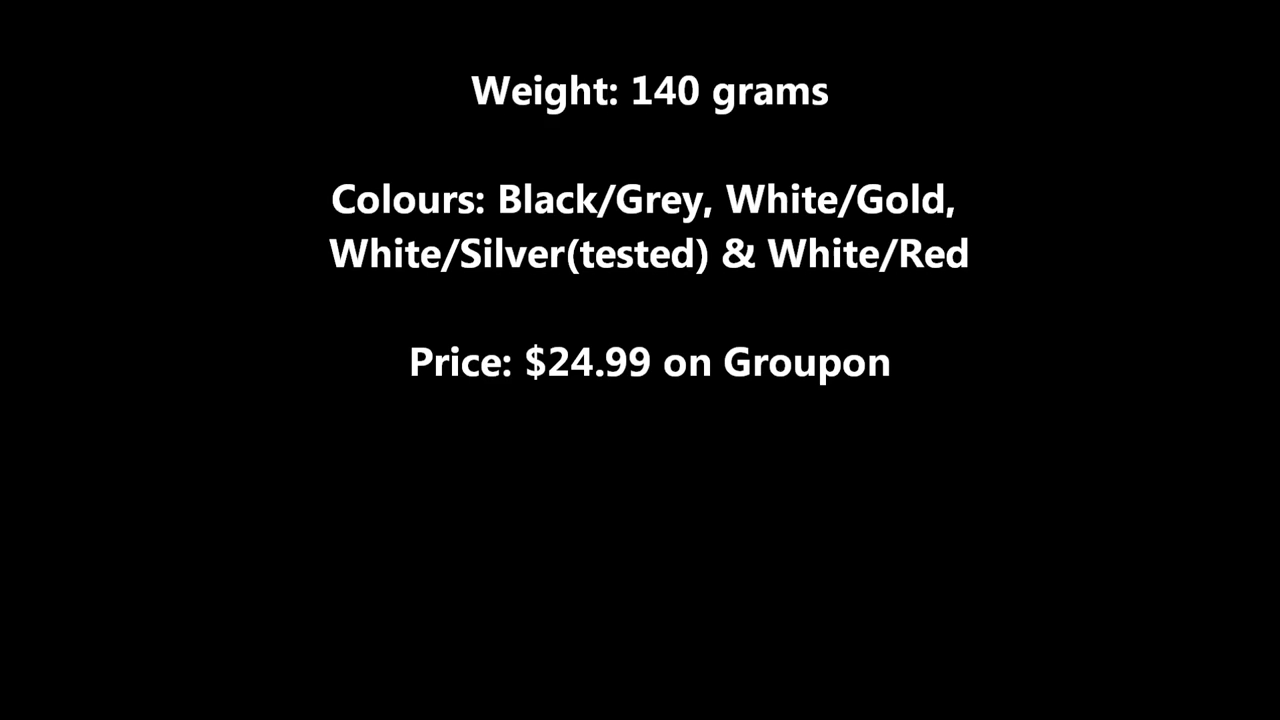 Weight: 140 grams
Colours: Black/Grey, White/Gold,
White/Silver(tested) & White/Red
Price: $24.99 on Groupon